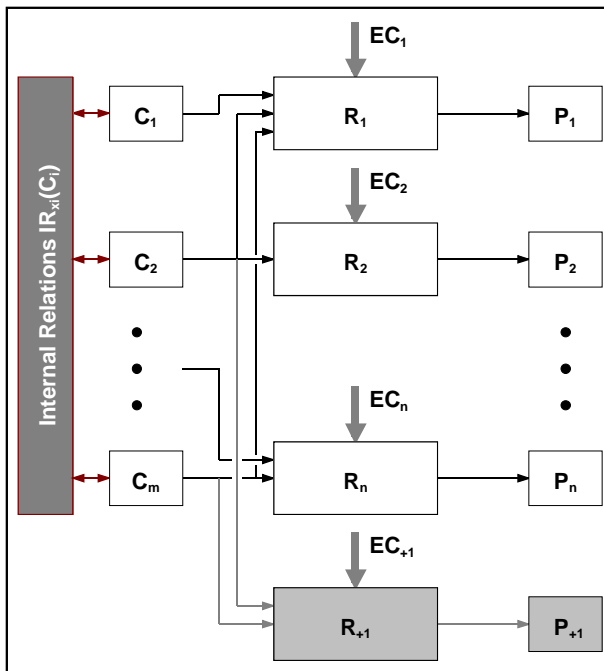 EC₁
Internal Relations IRₓᵢ(Cᵢ)
C₁
R₁
P₁
EC₂
C₂
R₂
P₂
ECₙ
Cₘ
Rₙ
Pₙ
EC₊₁
R₊₁
P₊₁